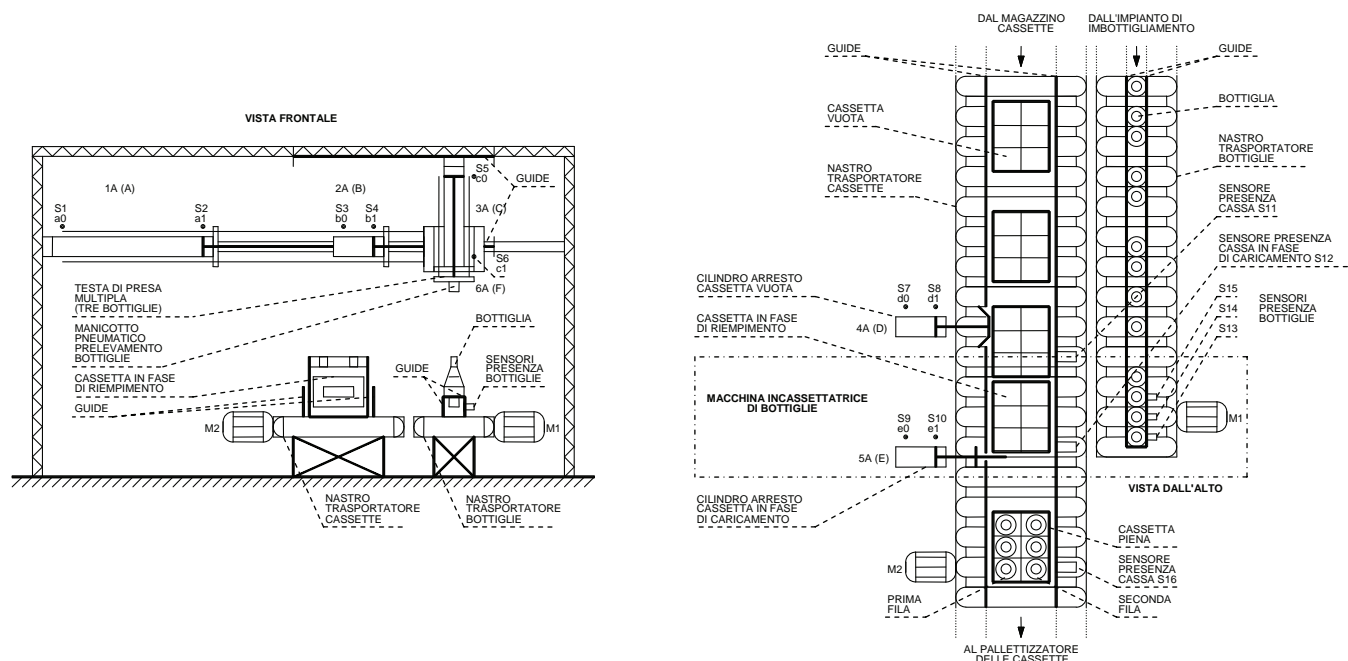 VISTA FRONTALE
1A (A)
2A (B)
S1
a0
S2
a1
S3
b0
S4
b1
S5
c0
GUIDE
3A (C)
S6
c1
6A (F)
TESTA DI PRESA
MULTIPLA
(TRE BOTTIGLIE)
MANICOTTO
PNEUMATICO
PRELEVAMENTO
BOTTIGLIE
CASSETTA IN FASE
DI RIEMPIMENTO
GUIDE
BOTTIGLIA
GUIDE
SENSORI
PRESENZA
BOTTIGLIE
M2
M1
NASTRO
TRASPORTATORE
CASSETTE
NASTRO
TRASPORTATORE
BOTTIGLIE
DAL MAGAZZINO
CASSETTE
DALL'IMPIANTO DI
IMBOTTIGLIAMENTO
GUIDE
GUIDE
CASSETTA
VUOTA
BOTTIGLIA
NASTRO
TRASPORTATORE
CASSETTE
NASTRO
TRASPORTATORE
BOTTIGLIE
SENSORE
PRESENZA
CASSA S11
SENSORE PRESENZA
CASSA IN FASE
DI CARICAMENTO S12
CILINDRO ARRESTO
CASSETTA VUOTA
S7
d0
S8
d1
4A (D)
CASSETTA IN FASE
DI RIEMPIMENTO
S15
S14
S13
SENSORI
PRESENZA
BOTTIGLIE
MACCHINA INCASSETTATRICE
DI BOTTIGLIE
S9
e0
S10
e1
5A (E)
M1
CILINDRO ARRESTO
CASSETTA IN FASE
DI CARICAMENTO
VISTA DALL'ALTO
CASSETTA
PIENA
SENSORE
PRESENZA
CASSA S16
M2
PRIMA
FILA
SECONDA
FILA
AL PALLETTIZZATORE
DELLE CASSETTE